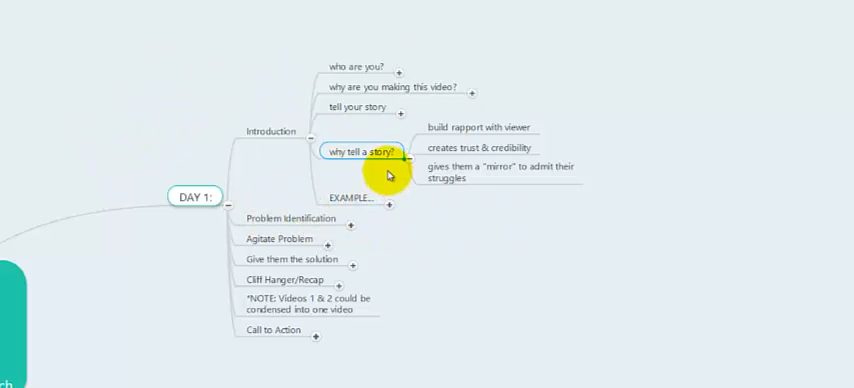 who are you?
why are you making this video?
tell your story
build rapport with viewer
Introduction
creates trust & credibility
why tell a story?
gives them a "mirror" to admit their
struggles
DAY 1:
EXAMPLE...
Problem Identification
Agitate Problem
Give them the solution
Cliff Hanger/Recap
*NOTE: Videos 1 & 2 could be
condensed into one video
Call to Action